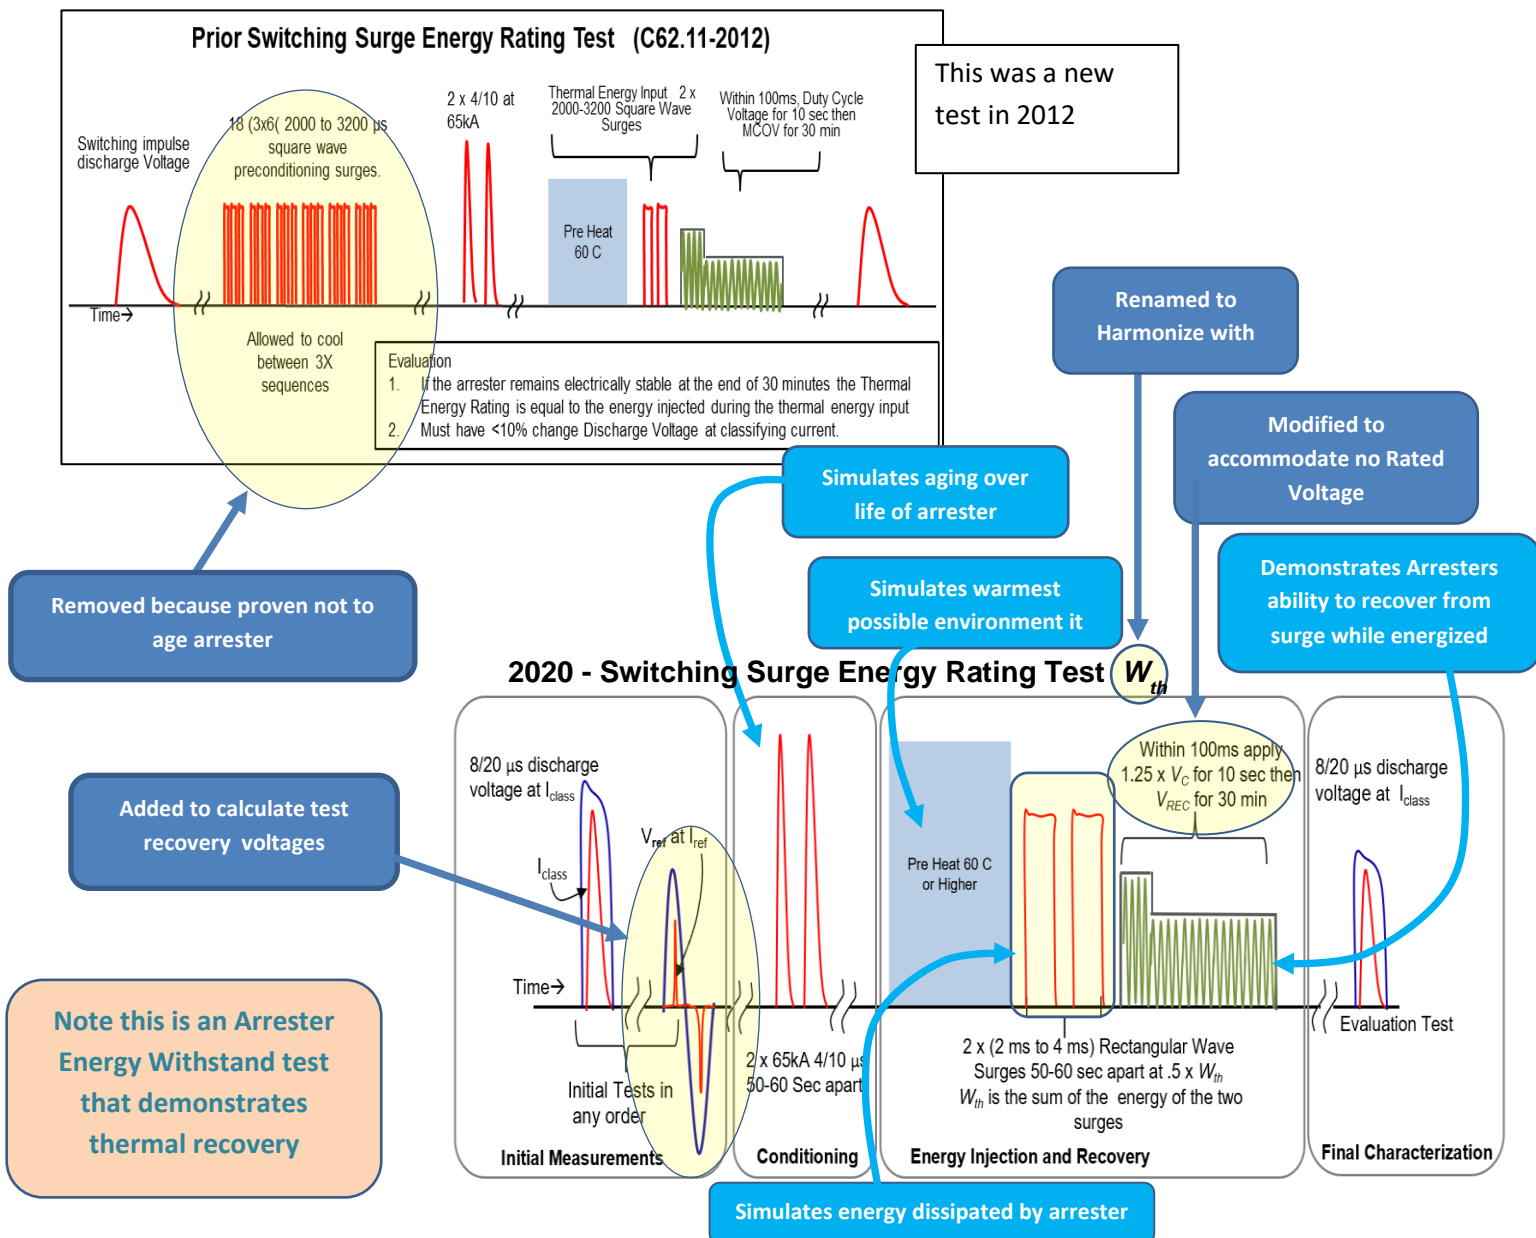 Prior Switching Surge Energy Rating Test (C62.11-2012)
This was a new
test in 2012
Switching impulse
discharge Voltage
18 (3x6( 2000 to 3200 µs
square wave
preconditioning surges.
2 x 4/10 at
65kA
Thermal Energy Input 2 x
2000-3200 Square Wave
Surges
Within 100ms, Duty Cycle
Voltage for 10 sec then
MCOV for 30 min
Pre Heat
60 C
Time→
Allowed to cool
between 3X
sequences
Evaluation
1. If the arrester remains electrically stable at the end of 30 minutes the Thermal
Energy Rating is equal to the energy injected during the thermal energy input
2. Must have <10% change Discharge Voltage at classifying current.
Renamed to
Harmonize with
Modified to
accommodate no Rated
Voltage
Simulates aging over
life of arrester
Simulates warmest
possible environment it
Demonstrates Arresters
ability to recover from
surge while energized
Removed because proven not to
age arrester
2020 - Switching Surge Energy Rating Test Wth
Added to calculate test
recovery voltages
8/20 µs discharge
voltage at Iclass
Iclass
Vref at Iref
Time→
Initial Tests in
any order
Initial Measurements
2 x 65kA 4/10 µs
50-60 Sec apart
Conditioning
Pre Heat 60 C
or Higher
Within 100ms apply
1.25 x VC for 10 sec then
VREC for 30 min
2 x (2 ms to 4 ms) Rectangular Wave
Surges 50-60 sec apart at .5 x Wth
Wth is the sum of the energy of the two
surges
Energy Injection and Recovery
8/20 µs discharge
voltage at Iclass
Evaluation Test
Final Characterization
Note this is an Arrester
Energy Withstand test
that demonstrates
thermal recovery
Simulates energy dissipated by arrester